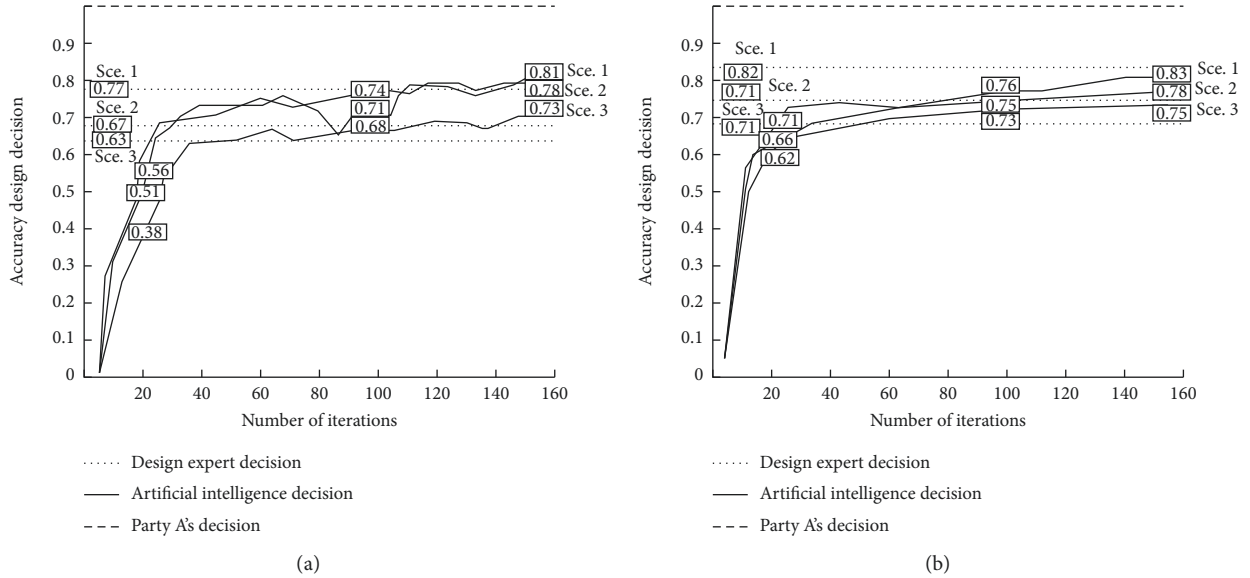 0.9
0.8
0.7
0.6
0.5
0.4
0.3
0.2
0.1
0
Accuracy design decision
Sce. 1
0.77
Sce. 2
0.67
0.63
Sce. 3
0.56
0.51
0.38
0.74
0.71
0.68
0.81 Sce. 1
0.78 Sce. 2
0.73 Sce. 3
20 40 60 80 100 120 140 160
Number of iterations
Design expert decision
Artificial intelligence decision
Party A's decision
(a)
0.9
0.8
0.7
0.6
0.5
0.4
0.3
0.2
0.1
0
Accuracy design decision
Sce. 1
0.82
0.71 Sce. 2
Sce. 3
0.71
0.71
0.66
0.62
0.76
0.75
0.73
0.83 Sce. 1
0.78 Sce. 2
0.75 Sce. 3
20 40 60 80 100 120 140 160
Number of iterations
Design expert decision
Artificial intelligence decision
Party A's decision
(b)